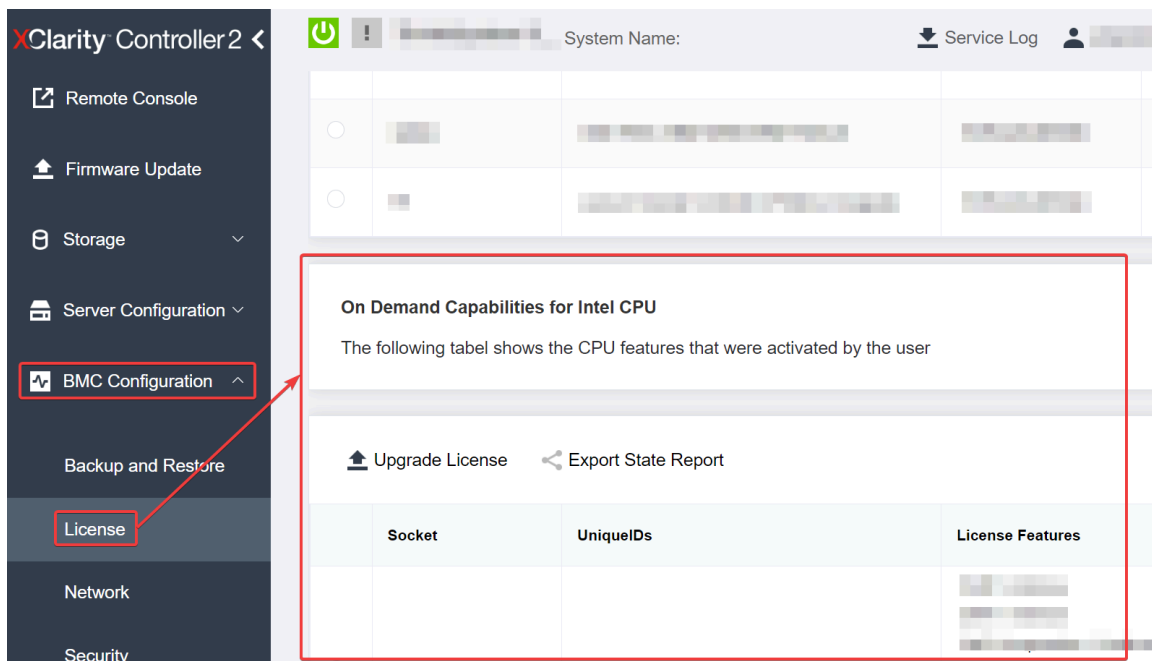 XClarity Controller 2
System Name:
Service Log
Remote Console
Firmware Update
Storage
Server Configuration
BMC Configuration
Backup and Restore
License
Network
Security
On Demand Capabilities for Intel CPU
The following tabel shows the CPU features that were activated by the user
Upgrade License
Export State Report
Socket UniqueIDs License Features